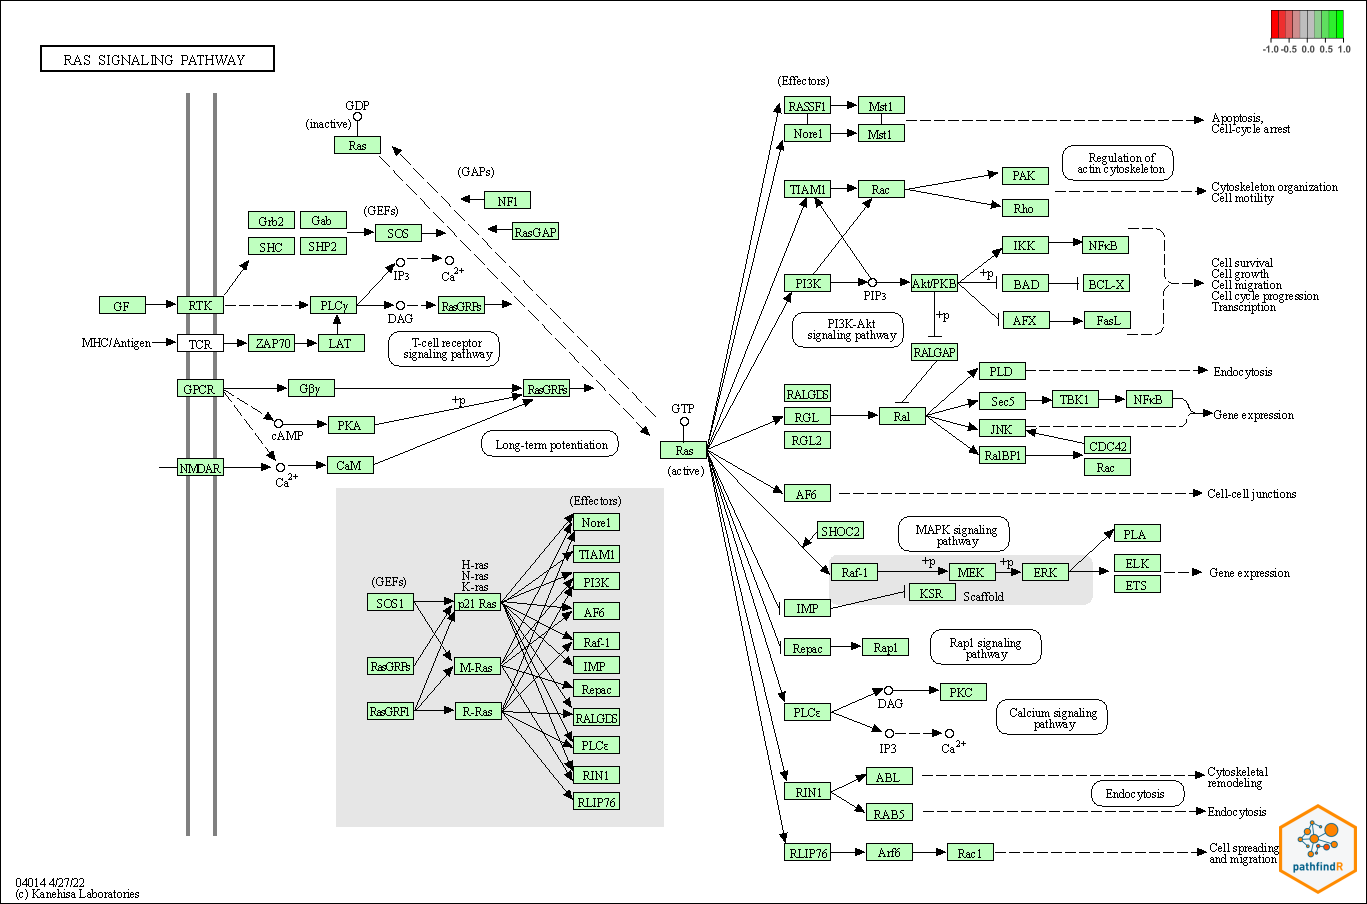 -1.0 -0.5 0.0 0.5 1.0
RAS SIGNALING PATHWAY
GDP
(inactive)
Ras
(GAPs)
NF1
RasGAP
(GEFs)
Grb2
Gab
SHC
SHP2
SOS
IP3
Ca2+
GF
RTK
PLCγ
DAG
RasGRPs
MHC/Antigen
TCR
ZAP70
LAT
T-cell receptor
signaling pathway
GPCR
Gβγ
RasGRFs
+p
cAMP
PKA
Long-term potentiation
NMDAR
Ca2+
CaM
GTP
Ras
(active)
(Effectors)
RASSF1
Mst1
Nore1
Mst1
Apoptosis,
Cell-cycle arrest
Regulation of
actin cytoskeleton
TIAM1
Rac
PAK
Rho
Cytoskeleton organization
Cell motility
PI3K
PIP3
Akt/PKB
+p
IKK
NFκB
BAD
BCL-X
AFX
FasL
Cell survival
Cell growth
Cell migration
Cell cycle progression
Transcription
PI3K-Akt
signaling pathway
+p
RALGAP
RALGDS
RGL
RGL2
Ral
PLD
Endocytosis
Sec5
TBK1
NFκB
JNK
Gene expression
RalBP1
CDC42
Rac
AF6
Cell-cell junctions
SHOC2
MAPK signaling
pathway
Raf-1
+p
MEK
+p
ERK
PLA
ELK
ETS
Gene expression
KSR
Scaffold
IMP
Repac
Rap1
Rap1 signaling
pathway
PLCε
DAG
PKC
IP3
Ca2+
Calcium signaling
pathway
RIN1
ABL
Cytoskeletal
remodeling
RAB5
Endocytosis
Endocytosis
RLIP76
Arf6
Rac1
Cell spreading
and migration
(Effectors)
Nore1
TIAM1
PI3K
AF6
Raf-1
IMP
Repac
RALGDS
PLCε
RIN1
RLIP76
H-ras
N-ras
K-ras
(GEFs)
SOS1
p21 Ras
RasGRPs
M-Ras
RasGRF1
R-Ras
04014 4/27/22
(c) Kanehisa Laboratories
pathfindR